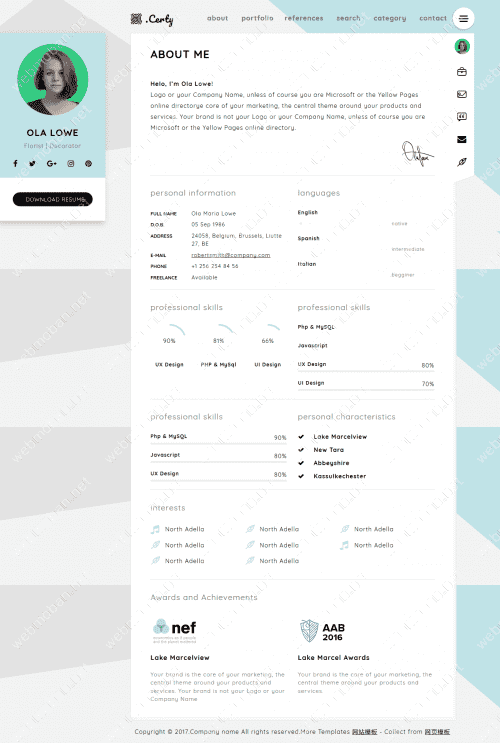 .Certy
about portfolio references search category contact
OLA LOWE
Florist | Decorator
DOWNLOAD RESUME
ABOUT ME
Hello, I'm Ola Lowe!
Logo or your Company Name, unless of course you are Microsoft or the Yellow Pages
online directorye core of your marketing, the central theme around your products and
services. Your brand is not your Logo or your Company Name, unless of course you are
Microsoft or the Yellow Pages online directory.
personal information
FULL NAME Ola Maria Lowe
D.O.B. 05 Sep 1986
ADDRESS 24058, Belgium, Brussels, Liutte
27, BE
E-MAIL robertsmith@company.com
PHONE +1 256 254 84 56
FREELANCE Available
languages
English
native
Spanish
intermediate
Italian
begginer
professional skills
90% 81% 66%
UX Design PHP & MySql UI Design
professional skills
Php & MySQL
Javascript
UX Design 80%
UI Design 70%
professional skills
Php & MySQL 90%
Javascript 80%
UX Design 80%
personal characteristics
Lake Marcelview
New Tara
Abbeyshire
Kassulkechester
interests
North Adella North Adella North Adella
North Adella North Adella North Adella
North Adella North Adella
Awards and Achievements
nef
Lake Marcelview
Your brand is the core of your marketing, the
central theme around your products and
services. Your brand is not your Logo or your
Company Name
AAB
2016
Lake Marcel Awards
Your brand is the core of your marketing, the
central theme around your products and
services.
Copyright © 2017.Company name All rights reserved.More Templates 网站模板 - Collect from 网页模板